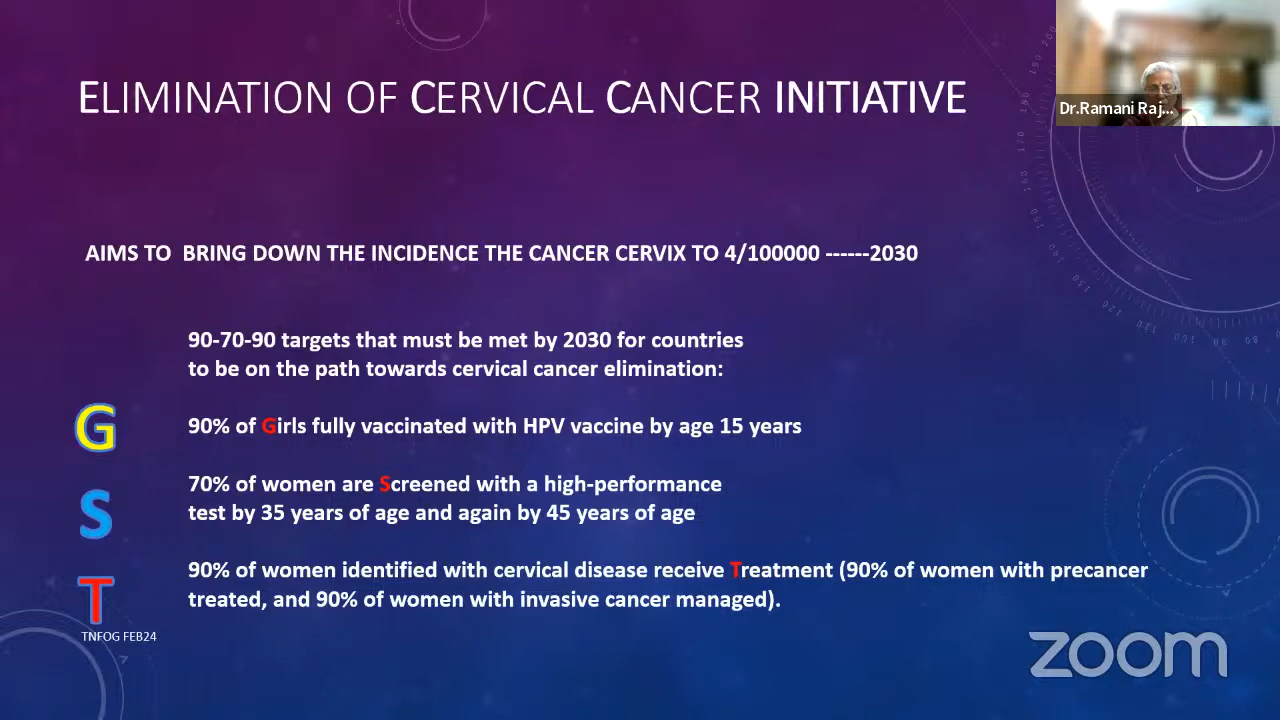 ELIMINATION OF CERVICAL CANCER INITIATIVE
Dr.Ramani Raj...
AIMS TO BRING DOWN THE INCIDENCE THE CANCER CERVIX TO 4/100000 ------2030
90-70-90 targets that must be met by 2030 for countries
to be on the path towards cervical cancer elimination:
G
90% of Girls fully vaccinated with HPV vaccine by age 15 years
S
70% of women are Screened with a high-performance
test by 35 years of age and again by 45 years of age
T
90% of women identified with cervical disease receive Treatment (90% of women with precancer
treated, and 90% of women with invasive cancer managed).
TNFOG FEB24
zoom